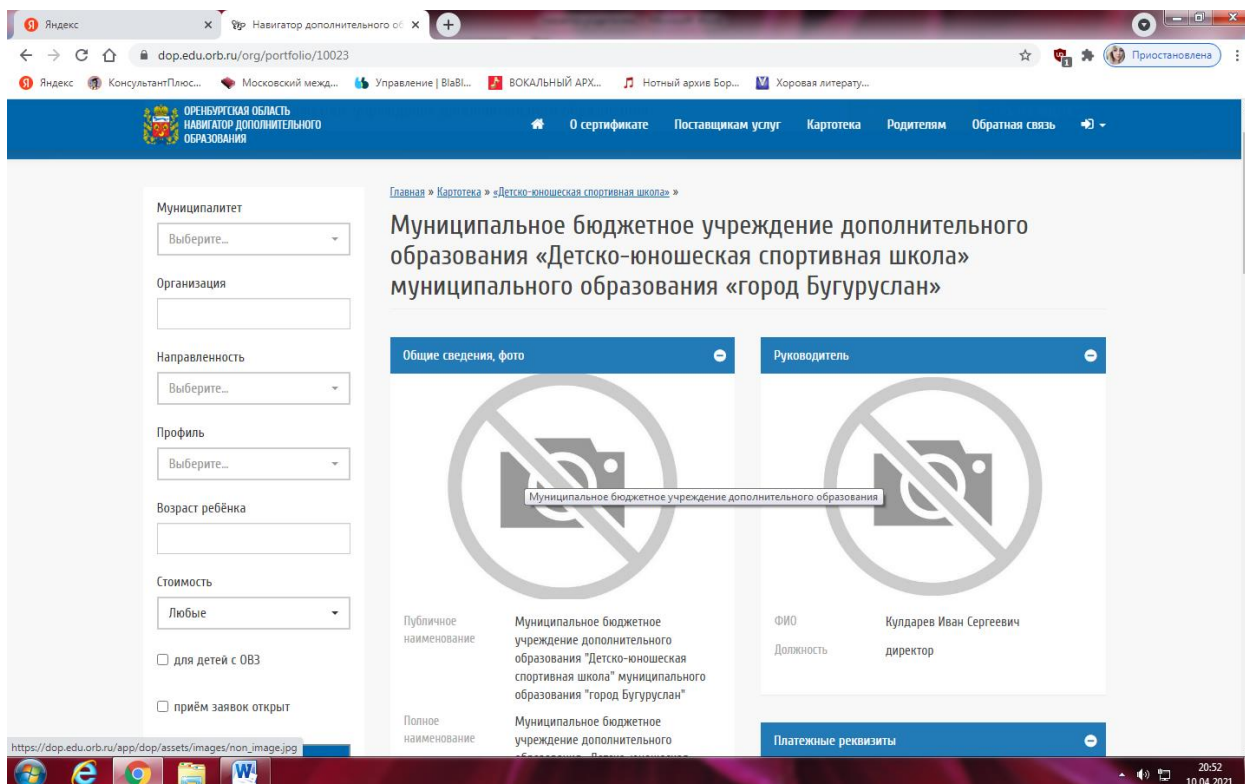 Яндекс
Навигатор дополнительного об
dop.edu.orb.ru/org/portfolio/10023
Приостановлена
Яндекс КонсультантПлюс... Московский межд... Управление | BlaBl... ВОКАЛЬНЫЙ АРХ... Нотный архив Бор... Хоровая литерату...
ОРЕНБУРГСКАЯ ОБЛАСТЬ
НАВИГАТОР ДОПОЛНИТЕЛЬНОГО
ОБРАЗОВАНИЯ
О сертификате Поставщикам услуг Картотека Родителям Обратная связь
Муниципалитет
Выберите...
Организация
Направленность
Выберите...
Профиль
Выберите...
Возраст ребёнка
Стоимость
Любые
для детей с ОВЗ
приём заявок открыт
Главная » Картотека » «Детско-юношеская спортивная школа» »
Муниципальное бюджетное учреждение дополнительного
образования «Детско-юношеская спортивная школа»
муниципального образования «город Бугуруслан»
Общие сведения, фото
Муниципальное бюджетное учреждение дополнительного образования
Публичное
наименование
Муниципальное бюджетное
учреждение дополнительного
образования "Детско-юношеская
спортивная школа" муниципального
образования "город Бугуруслан"
Полное
наименование
Муниципальное бюджетное
учреждение дополнительного
Руководитель
ФИО Кулдарев Иван Сергеевич
Должность директор
Платежные реквизиты
https://dop.edu.orb.ru/app/dop/assets/images/non_image.jpg
20:52
10.04.2021